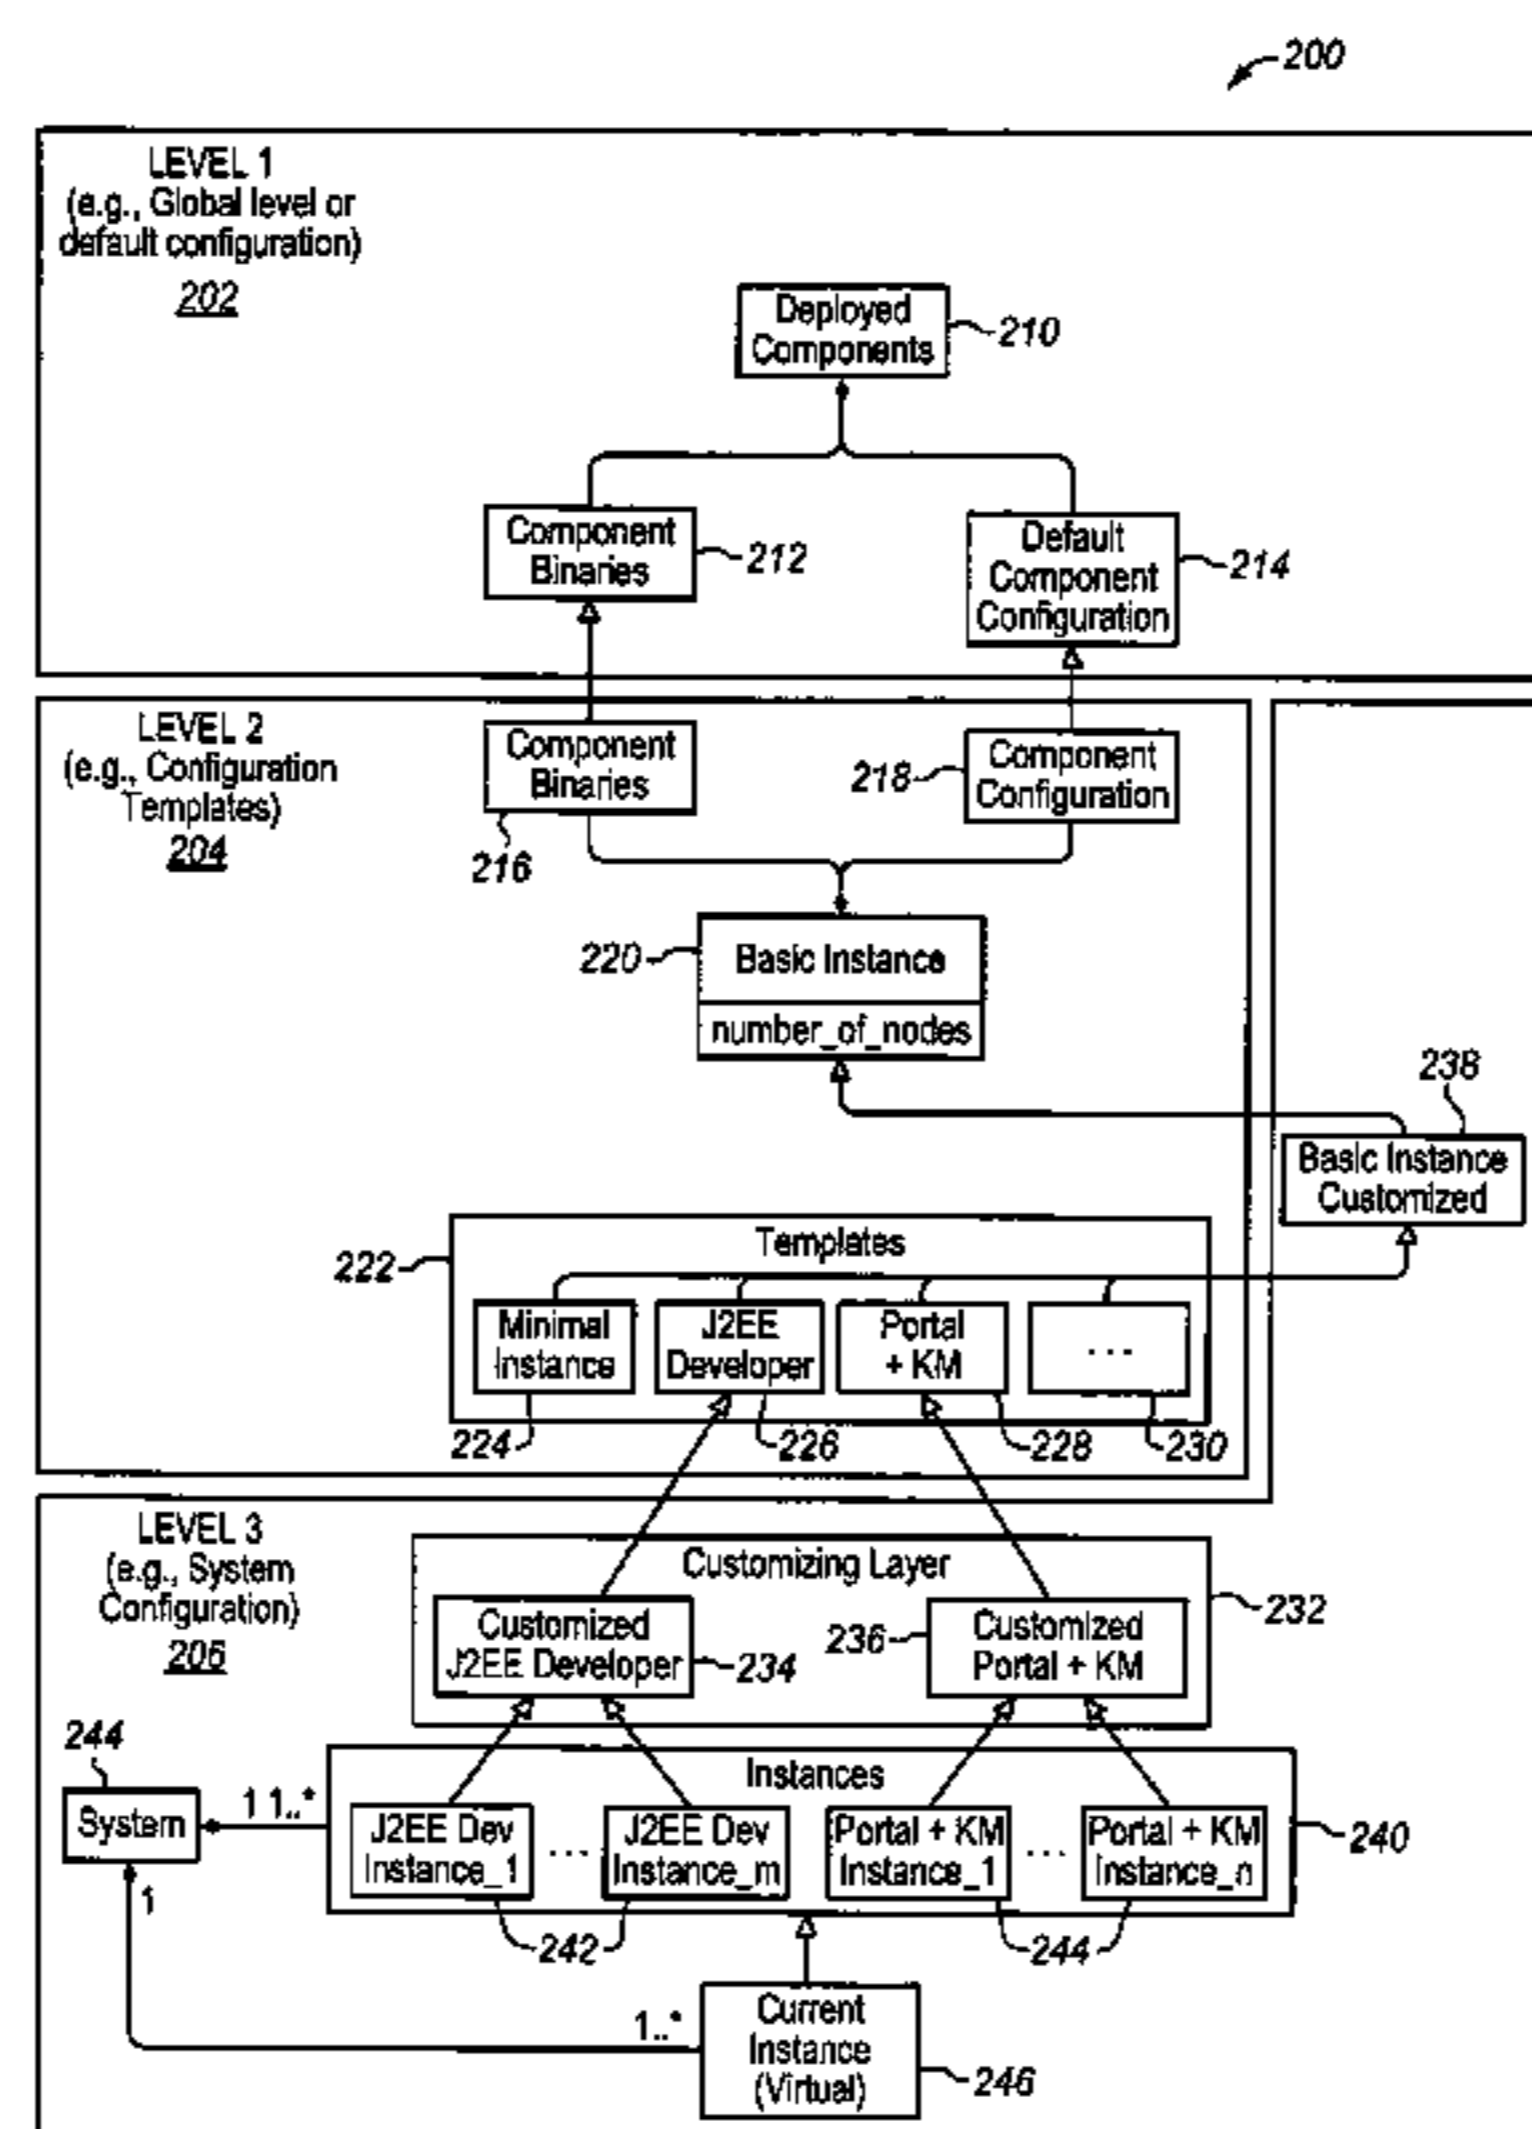 200
LEVEL 1
(e.g., Global level or
default configuration)
202
Deployed
Components
210
Component
Binaries
212
Default
Component
Configuration
214
LEVEL 2
(e.g., Configuration
Templates)
204
Component
Binaries
216
218
Component
Configuration
220
Basic Instance
number_of_nodes
238
Basic Instance
Customized
222
Templates
Minimal
Instance
J2EE
Developer
Portal
+ KM
. . .
224
226
228
230
LEVEL 3
(e.g., System
Configuration)
206
Customizing Layer
232
Customized
J2EE Developer
234
236
Customized
Portal + KM
244
System
1 1..*
Instances
J2EE Dev
Instance_1
. . .
J2EE Dev
Instance_m
Portal + KM
Instance_1
. . .
Portal + KM
Instance_n
240
1
242
244
1..*
Current
Instance
(Virtual)
246